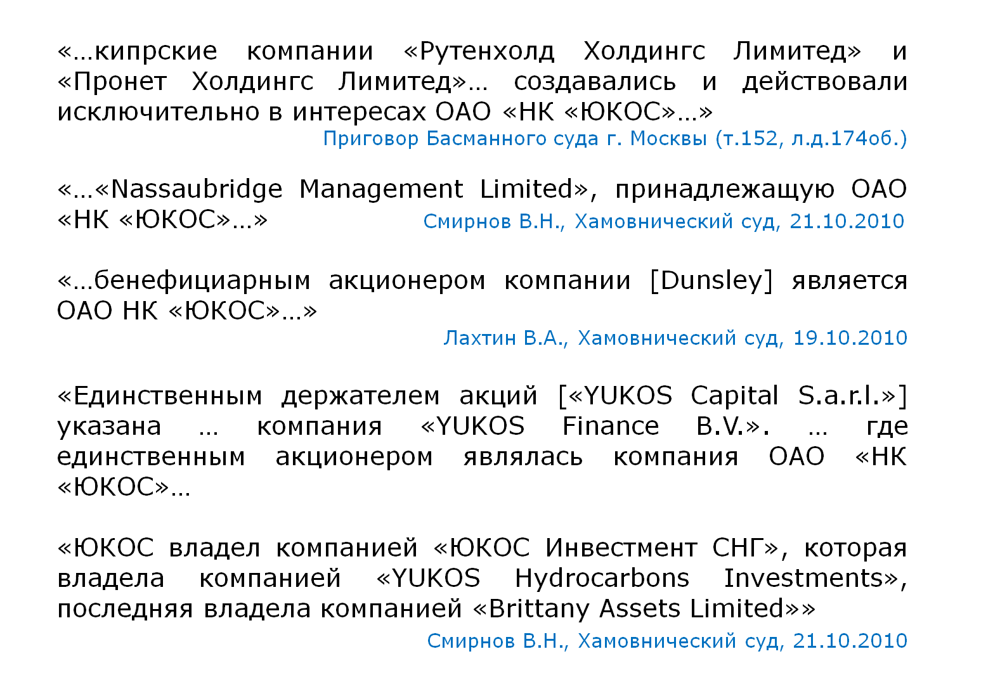 «…кипрские компании «Рутенхолд Холдингс Лимитед» и
«Пронет Холдингс Лимитед»… создавались и действовали
исключительно в интересах ОАО «НК «ЮКОС»…»
Приговор Басманного суда г. Москвы (т.152, л.д.174об.)
«…«Nassaubridge Management Limited», принадлежащую ОАО
«НК «ЮКОС»…» Смирнов В.Н., Хамовнический суд, 21.10.2010
«…бенефициарным акционером компании [Dunsley] является
ОАО НК «ЮКОС»…»
Лахтин В.А., Хамовнический суд, 19.10.2010
«Единственным держателем акций [«YUKOS Capital S.a.r.l.»]
указана … компания «YUKOS Finance B.V.». … где
единственным акционером являлась компания ОАО «НК
«ЮКОС»…
«ЮКОС владел компанией «ЮКОС Инвестмент СНГ», которая
владела компанией «YUKOS Hydrocarbons Investments»,
последняя владела компанией «Brittany Assets Limited»»
Смирнов В.Н., Хамовнический суд, 21.10.2010